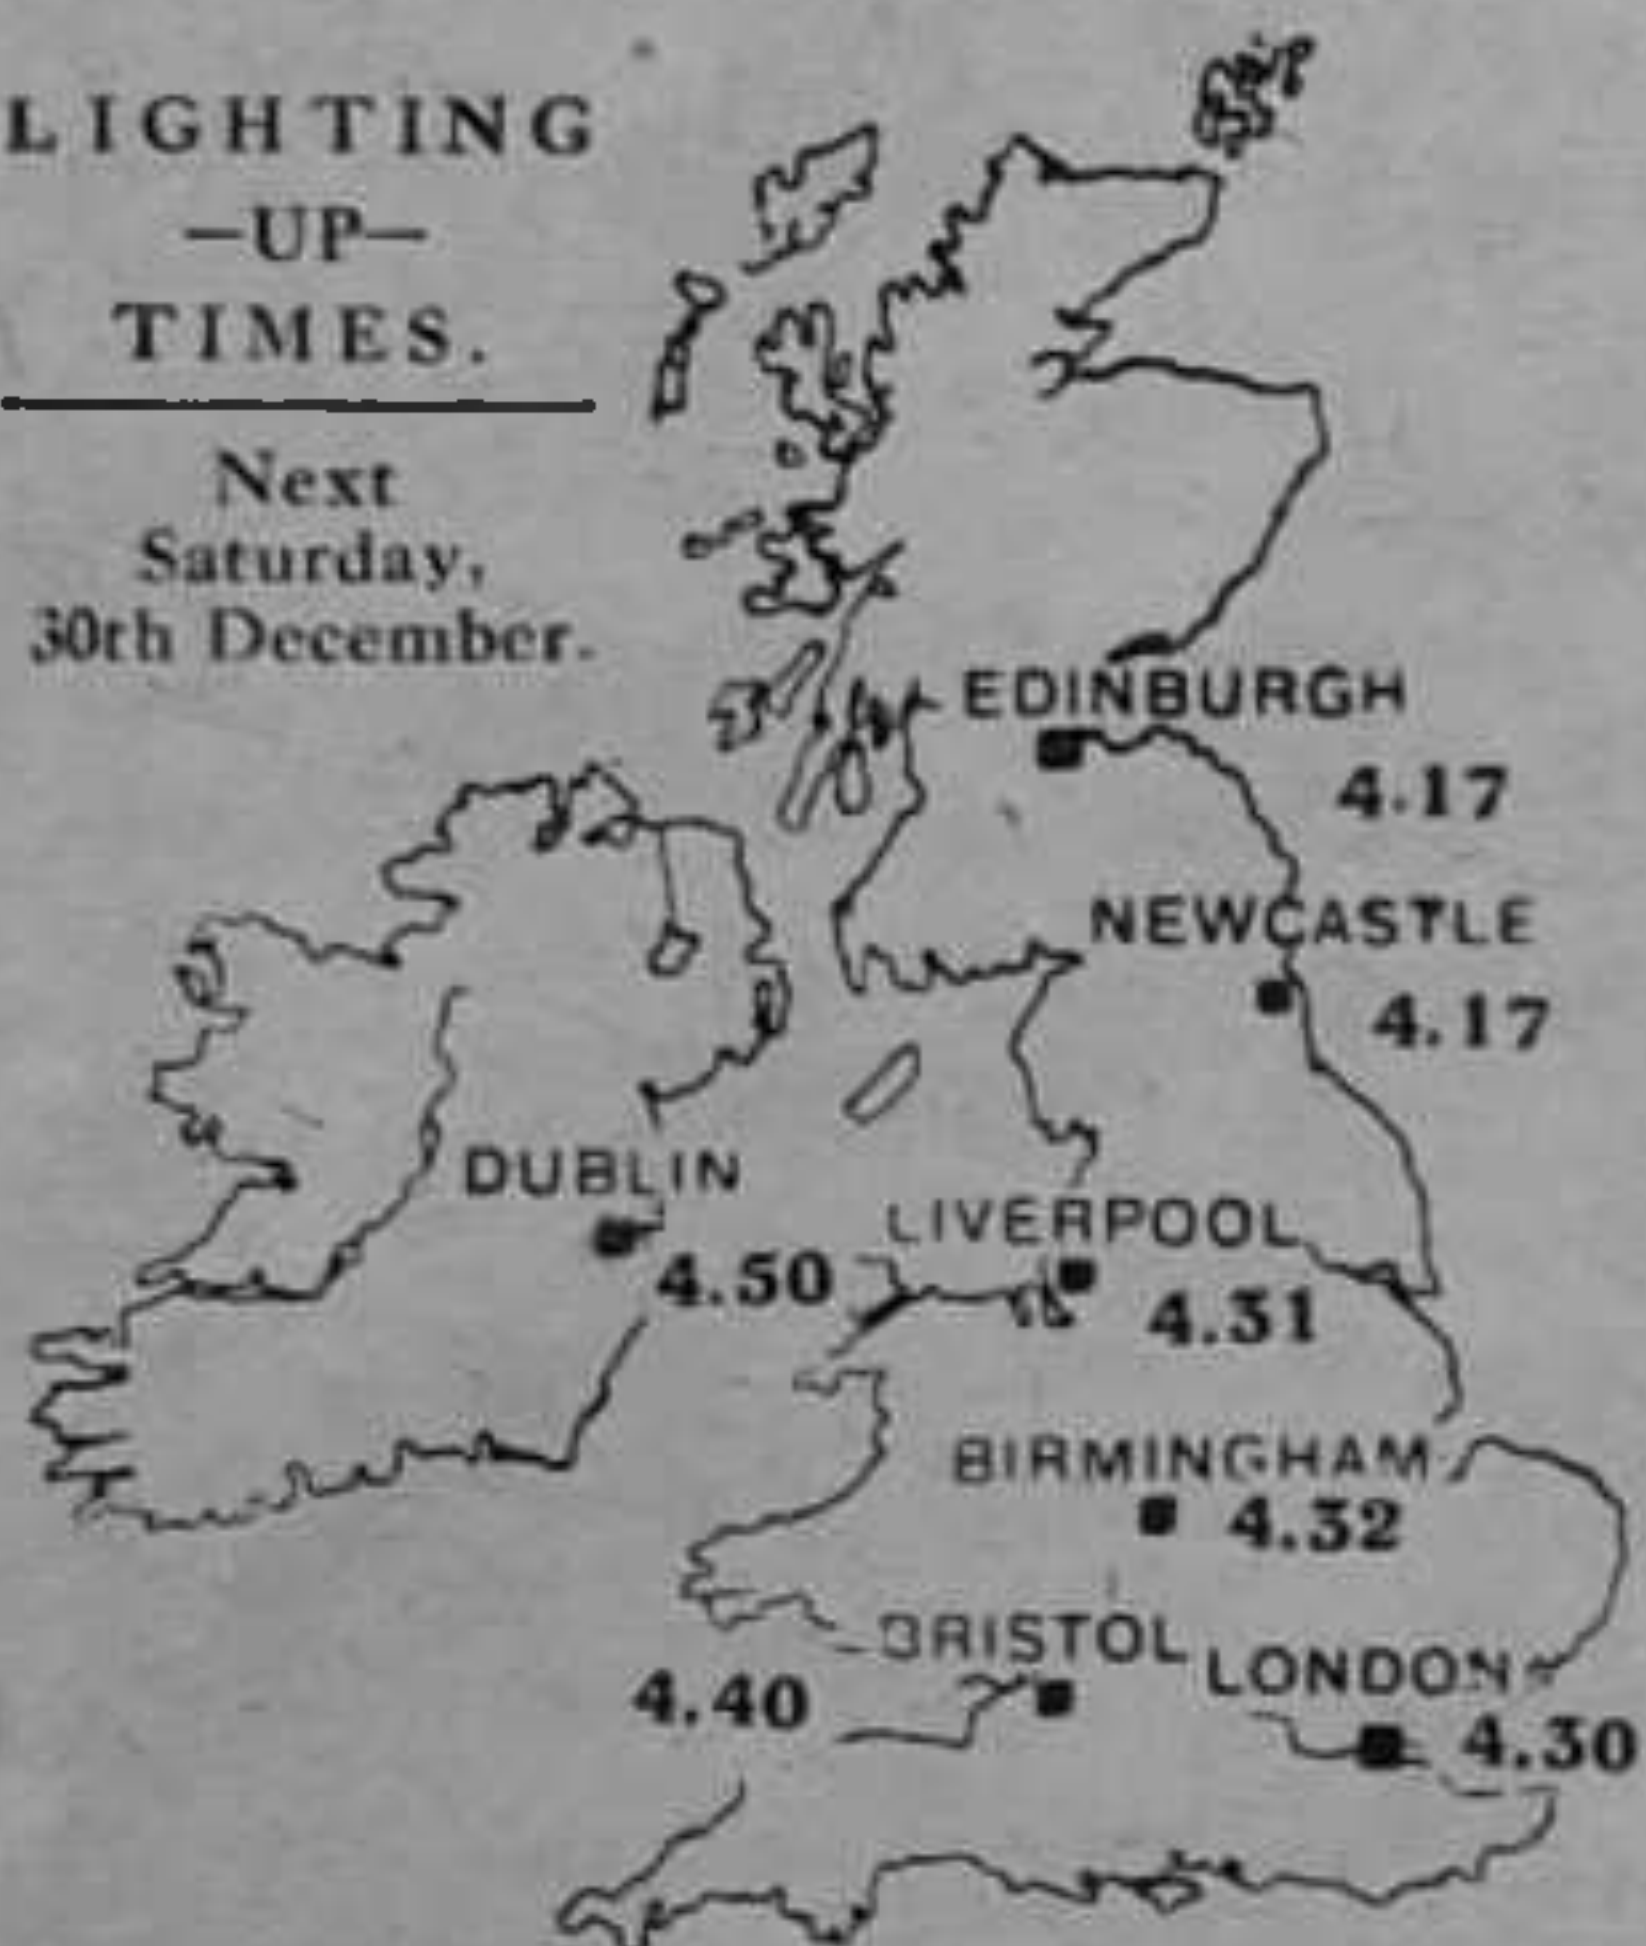 LIGHTING
—UP—
TIMES.
Next
Saturday,
30th December.
EDINBURGH
4.17
NEWCASTLE
4.17
DUBLIN
4.50
LIVERPOOL
4.31
BIRMINGHAM
4.32
BRISTOL
4.40
LONDON
4.30